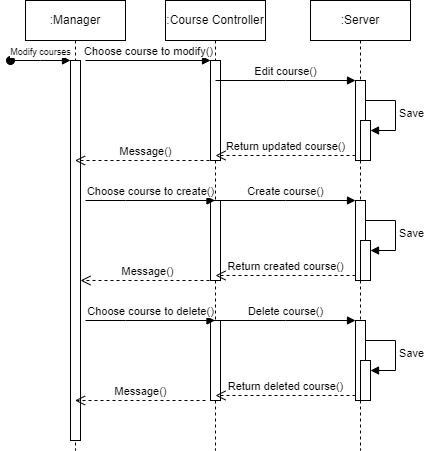 :Manager
:Course Controller
:Server
Modify courses
Choose course to modify()
Edit course()
Save
Return updated course()
Message()
Choose course to create()
Create course()
Save
Return created course()
Message()
Choose course to delete()
Delete course()
Save
Return deleted course()
Message()